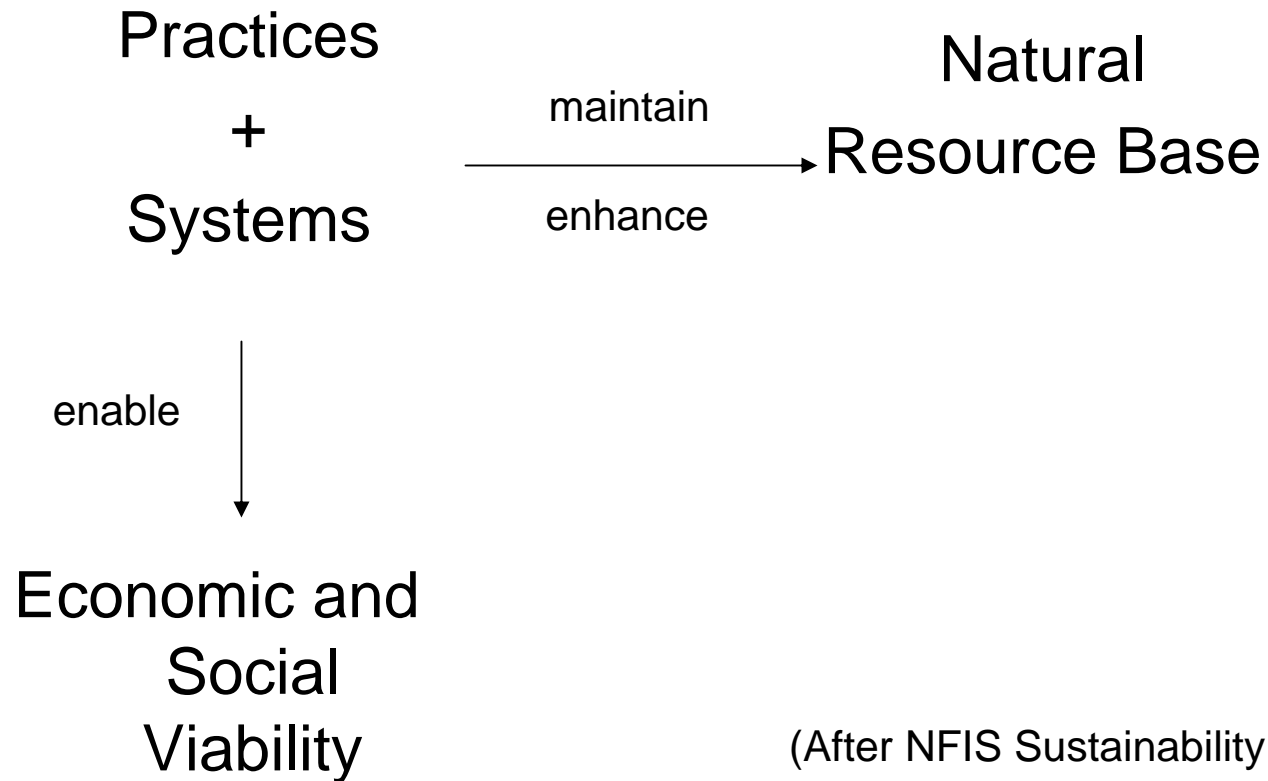 Practices
+
Systems
maintain
enhance
Natural
Resource Base
enable
Economic and
Social
Viability
(After NFIS Sustainability